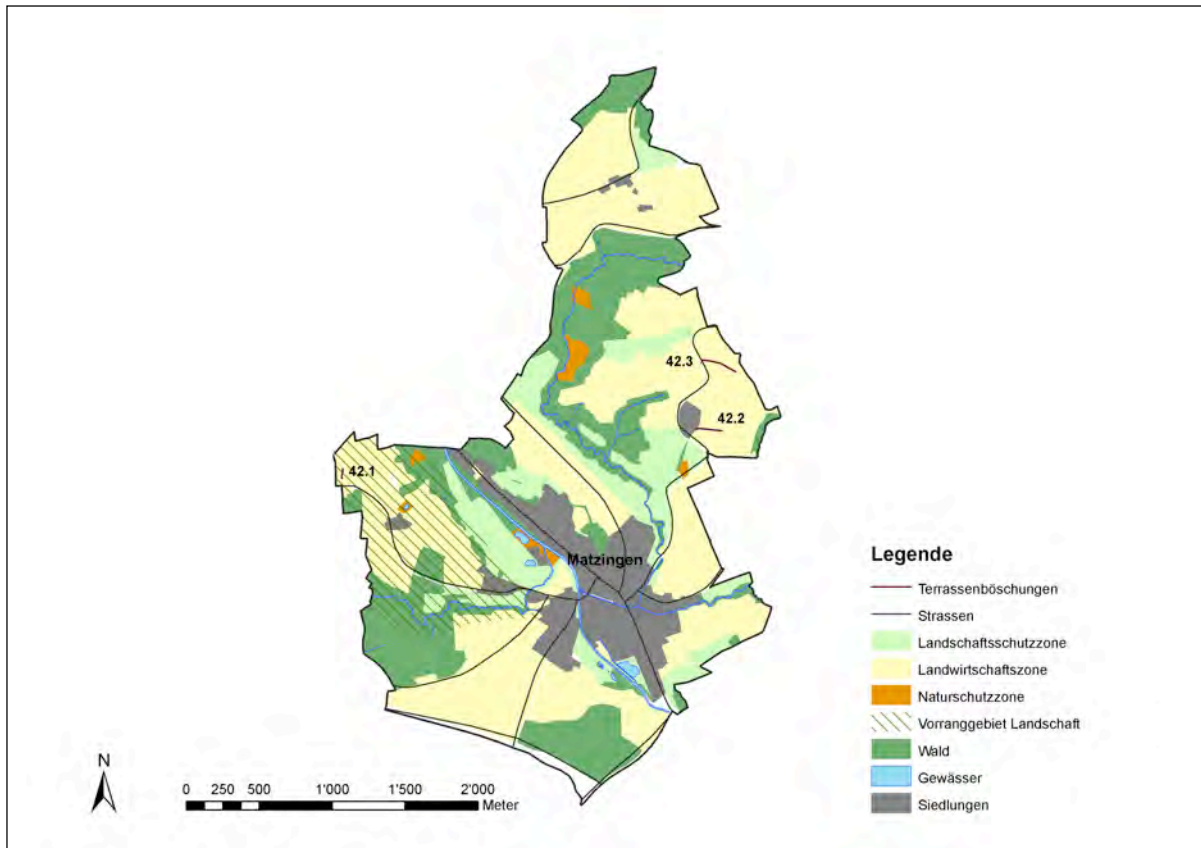 42.3
42.2
42.1
Matzingen
Legende
Terrassenböschungen
Strassen
Landschaftsschutzzone
Landwirtschaftszone
Naturschutzzone
Vorranggebiet Landschaft
Wald
Gewässer
Siedlungen
N
0 250 500 1'000 1'500 2'000
Meter